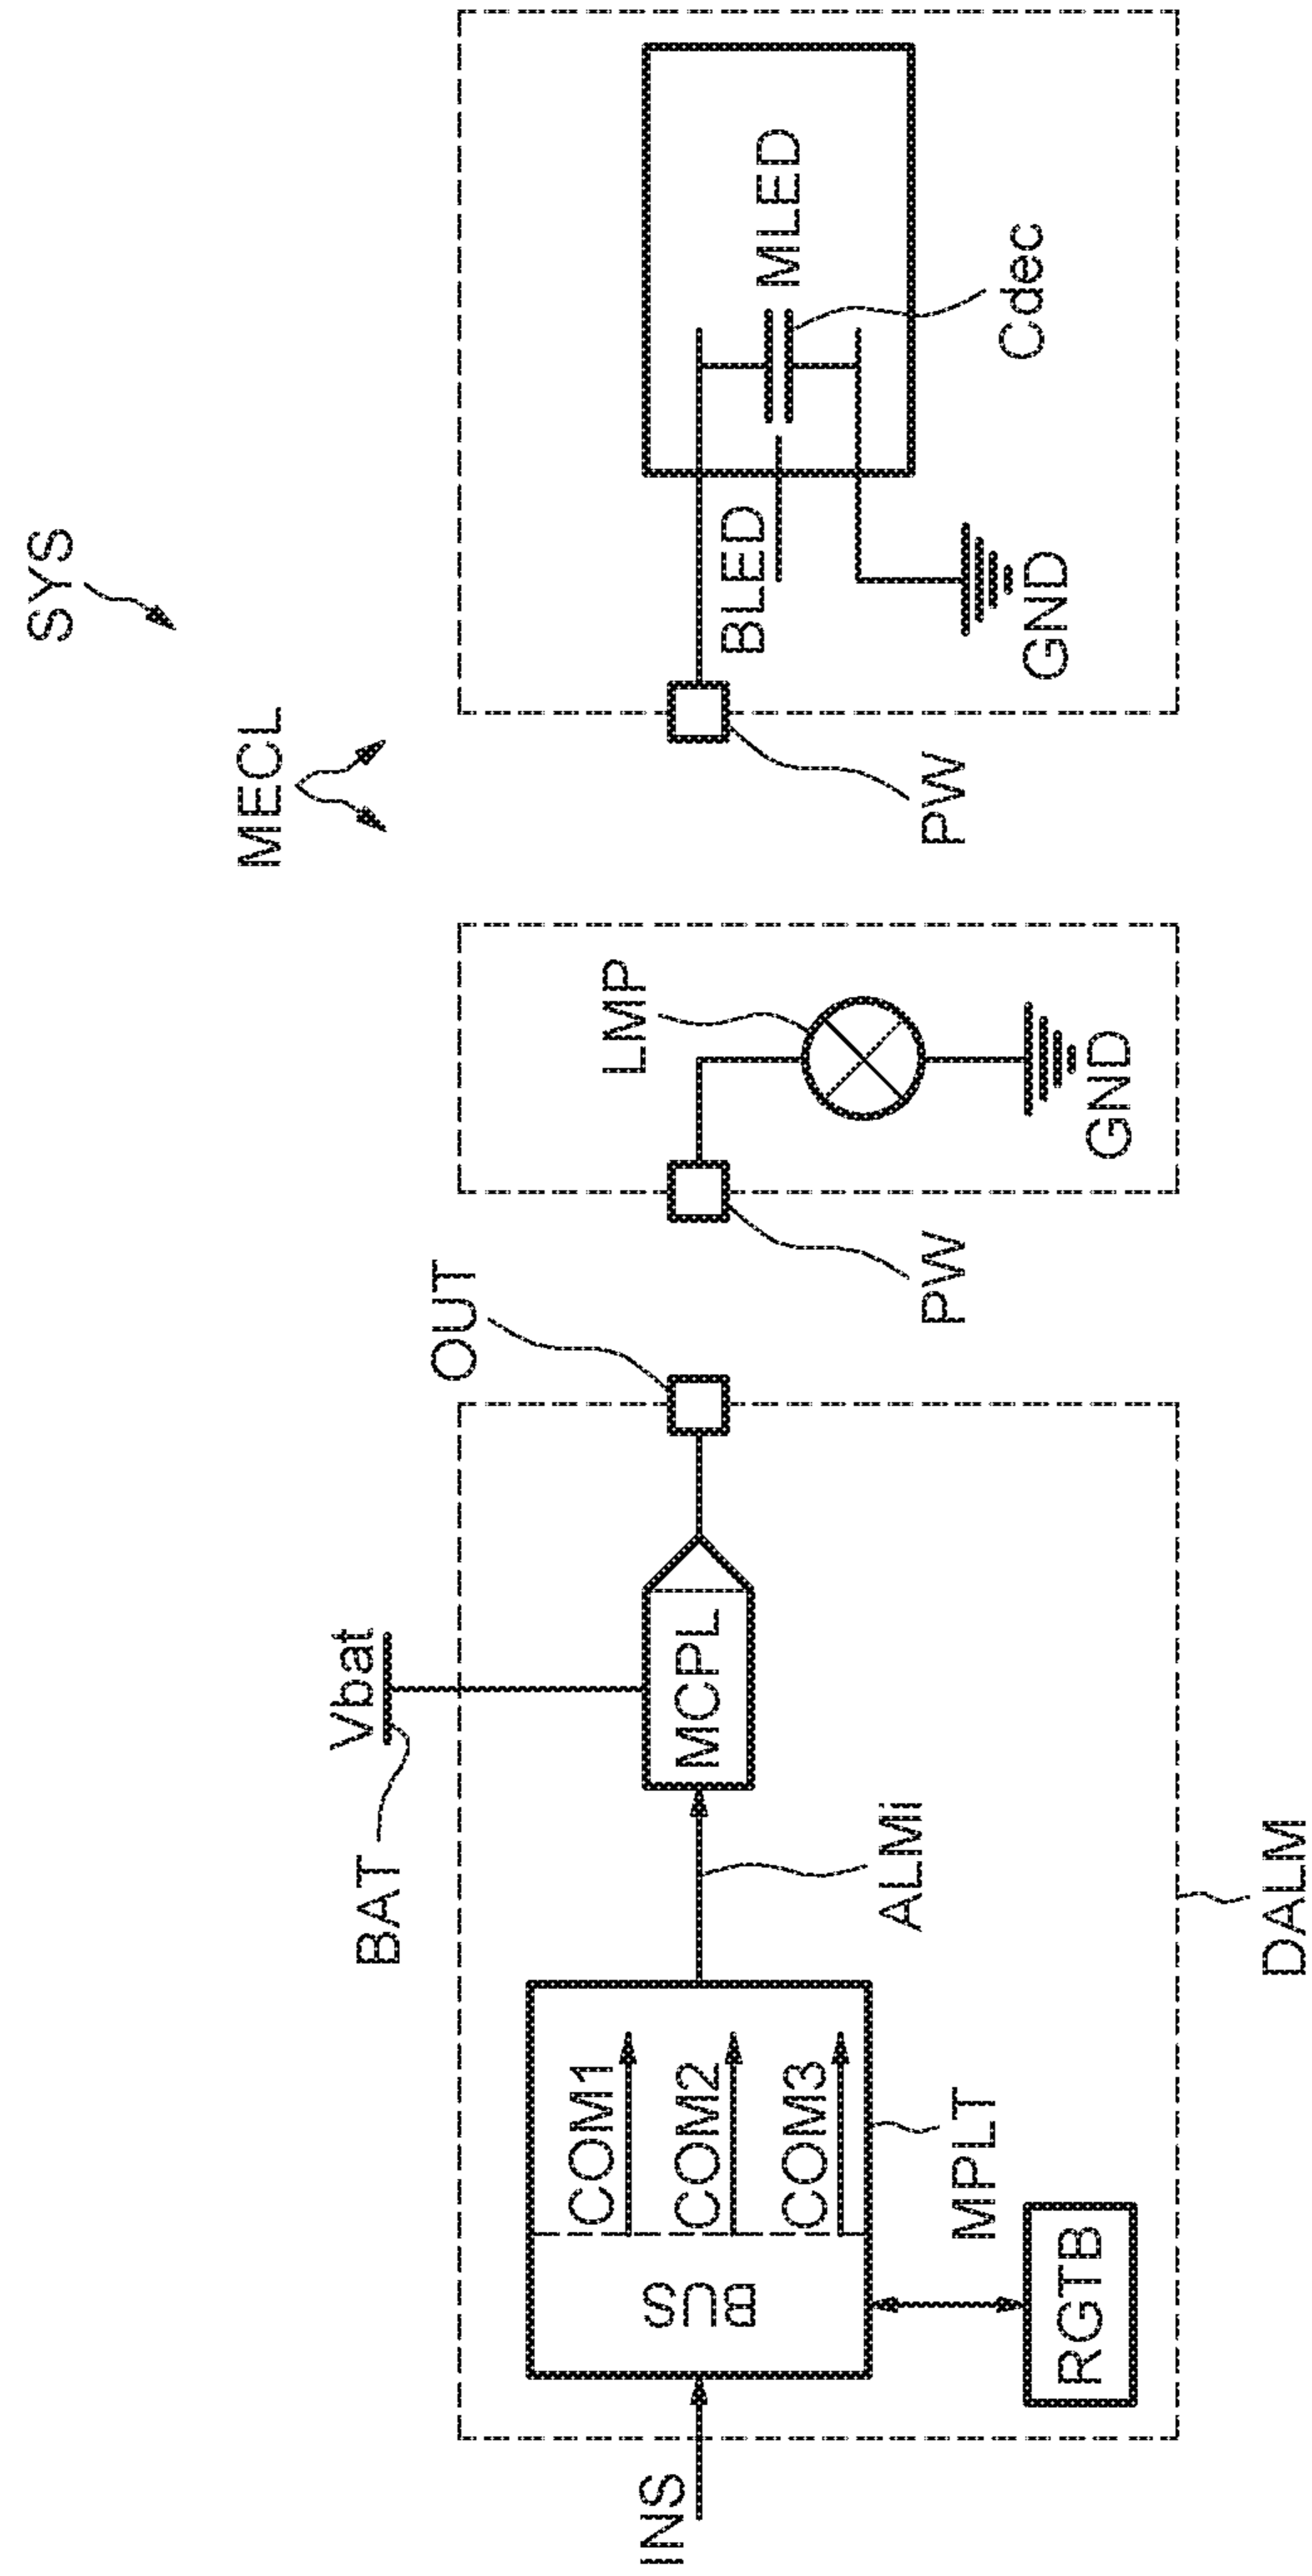 SYS
MECL
INS
BUS
COM1
COM2
COM3
MPLT
RGTB
ALMi
BAT
Vbat
MCPL
OUT
DALM
PW
LMP
GND
PW
BLED
GND
MLED
Cdec